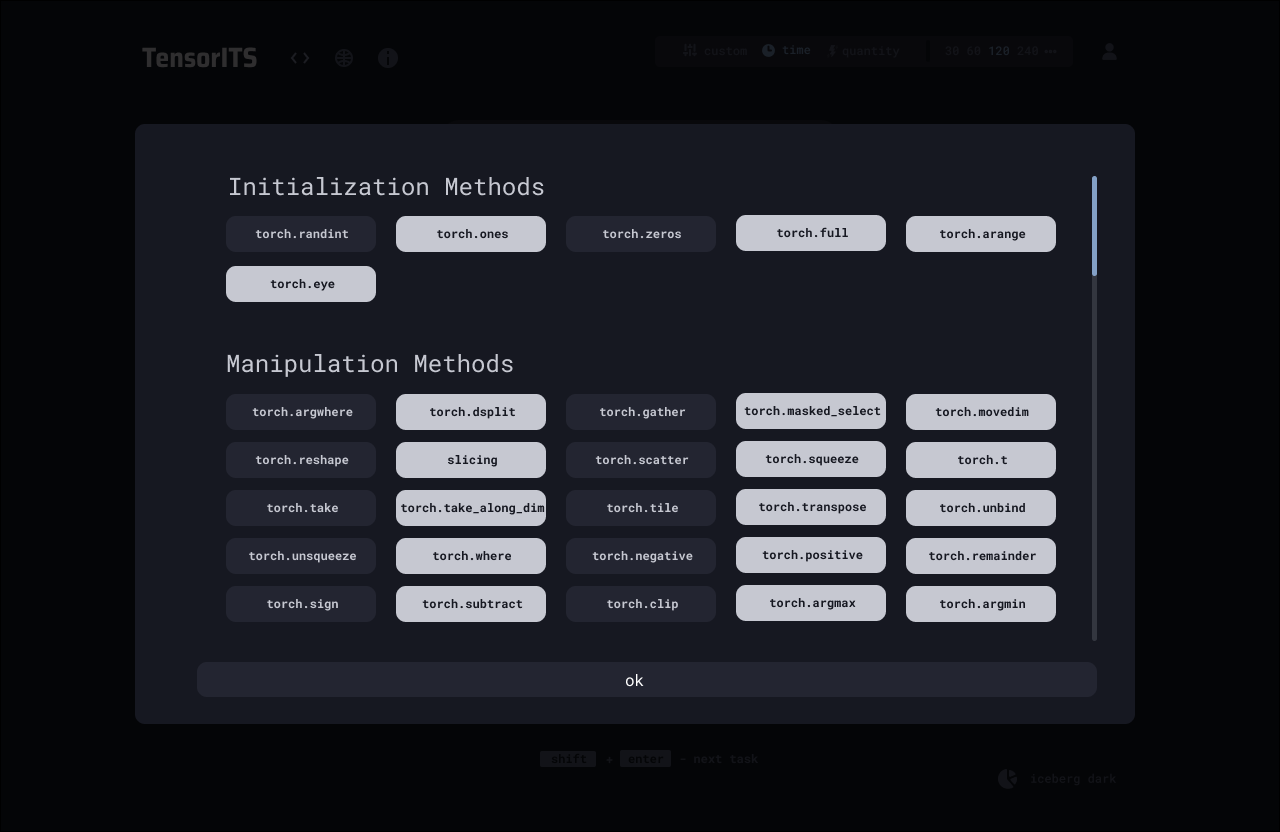 TensorITS
custom time quantity 30 60 120 240
Initialization Methods
torch.randint torch.ones torch.zeros torch.full torch.arange
torch.eye
Manipulation Methods
torch.argwhere torch.dsplit torch.gather torch.masked_select torch.movedim
torch.reshape slicing torch.scatter torch.squeeze torch.t
torch.take torch.take_along_dim torch.tile torch.transpose torch.unbind
torch.unsqueeze torch.where torch.negative torch.positive torch.remainder
torch.sign torch.subtract torch.clip torch.argmax torch.argmin
ok
shift + enter - next task
iceberg dark